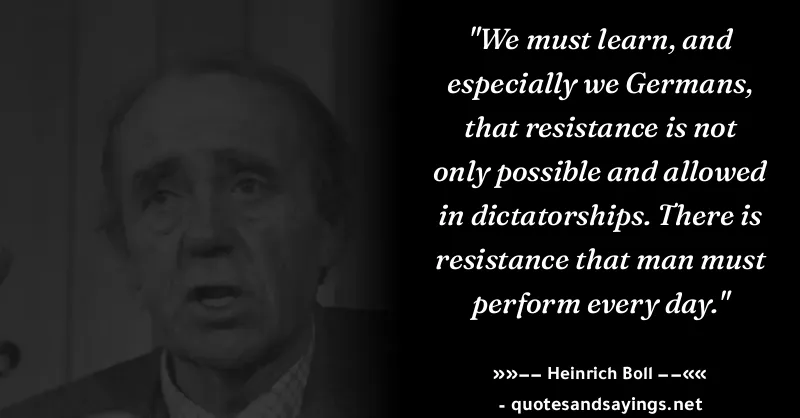 "We must learn, and
especially we Germans,
that resistance is not
only possible and allowed
in dictatorships. There is
resistance that man must
perform every day."
»»–– Heinrich Boll ––««
- quotesandsayings.net